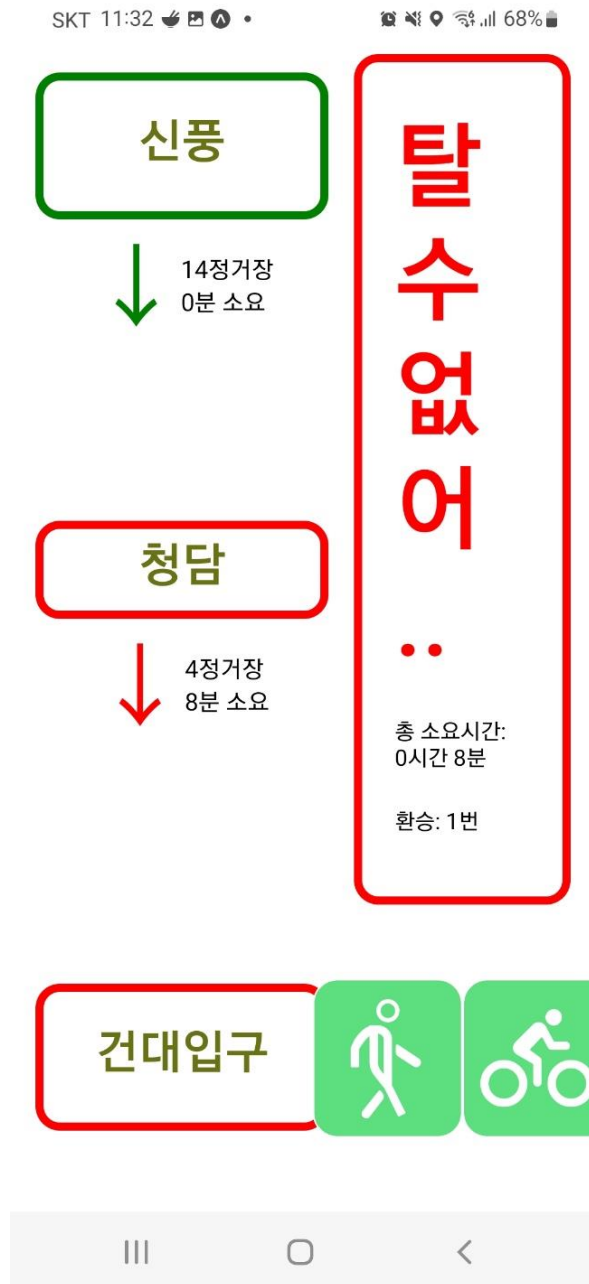 SKT 11:32
68%
신풍
14정거장
0분 소요
청담
4정거장
8분 소요
건대입구
탈
수
없
어
..
총 소요시간:
0시간 8분
환승: 1번